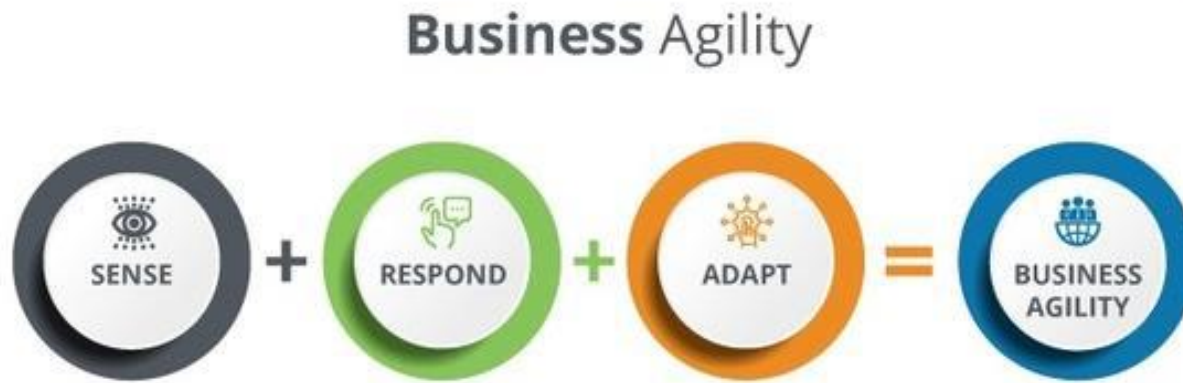 Business Agility
SENSE
+
RESPOND
+
ADAPT
=
BUSINESS
AGILITY